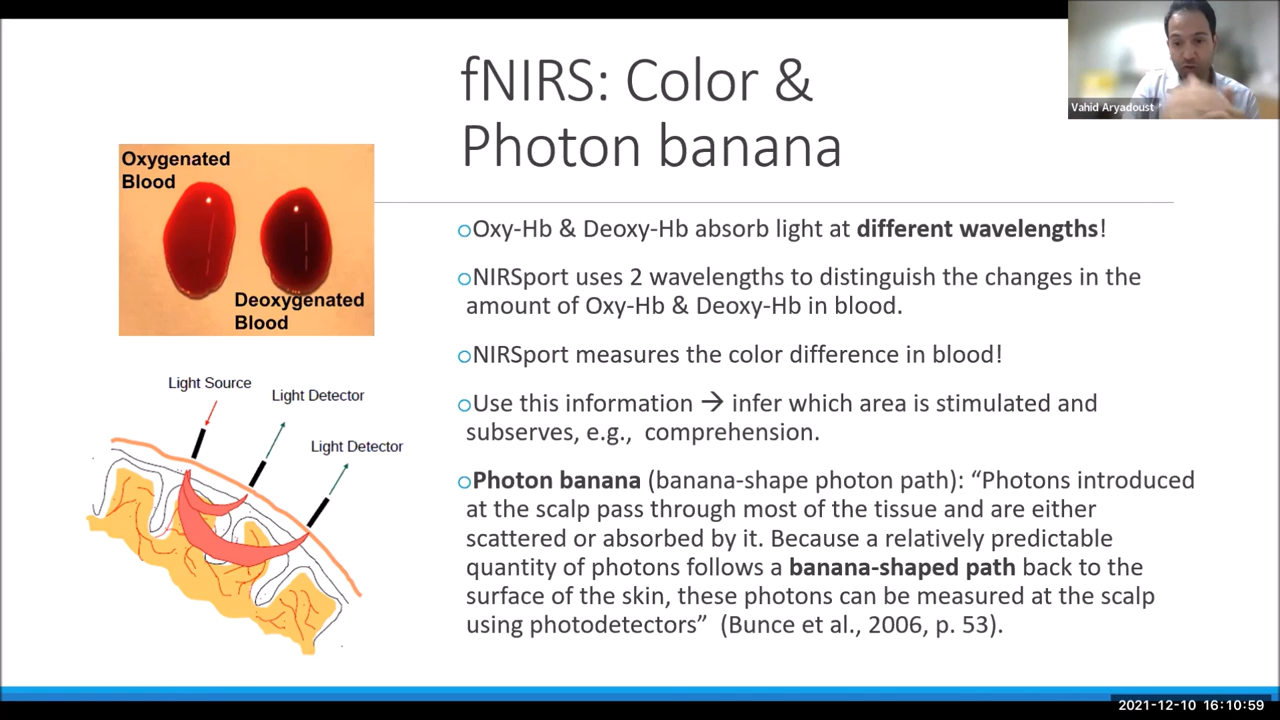 fNIRS: Color &
Photon banana
Vahid Aryadoust
Oxygenated
Blood
Deoxygenated
Blood
Light Source
Light Detector
Light Detector
oOxy-Hb & Deoxy-Hb absorb light at different wavelengths!
oNIRSport uses 2 wavelengths to distinguish the changes in the
amount of Oxy-Hb & Deoxy-Hb in blood.
oNIRSport measures the color difference in blood!
oUse this information → infer which area is stimulated and
subserves, e.g., comprehension.
oPhoton banana (banana-shape photon path): “Photons introduced
at the scalp pass through most of the tissue and are either
scattered or absorbed by it. Because a relatively predictable
quantity of photons follows a banana-shaped path back to the
surface of the skin, these photons can be measured at the scalp
using photodetectors” (Bunce et al., 2006, p. 53).
2021-12-10 16:10:59